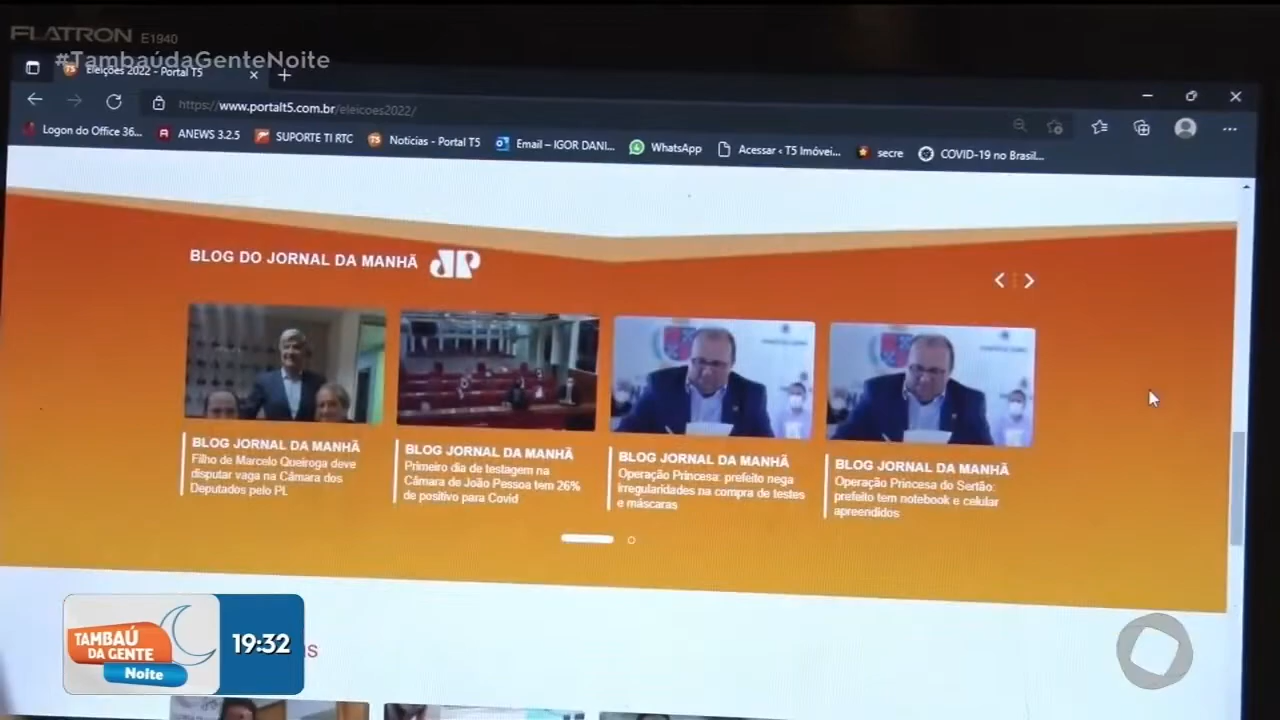 FLATRON E1940
#TambaúdaGenteNoite
Eleições 2022 - Portal T5
https://www.portalt5.com.br/eleicoes2022/
Logon do Office 36... ANEWS 3.2.5 SUPORTE TI RTC Notícias - Portal T5 Email – IGOR DANI... WhatsApp Acessar ‹ T5 Imóvei... secre COVID-19 no Brasil...
BLOG DO JORNAL DA MANHÃ JP
BLOG JORNAL DA MANHÃ
Filho de Marcelo Queiroga deve
disputar vaga na Câmara dos
Deputados pelo PL
BLOG JORNAL DA MANHÃ
Primeiro dia de testagem na
Câmara de João Pessoa tem 26%
de positivo para Covid
BLOG JORNAL DA MANHÃ
Operação Princesa: prefeito nega
irregularidades na compra de testes
e máscaras
BLOG JORNAL DA MANHÃ
Operação Princesa do Sertão:
prefeito tem notebook e celular
apreendidos
TAMBAÚ
DA GENTE
Noite
19:32